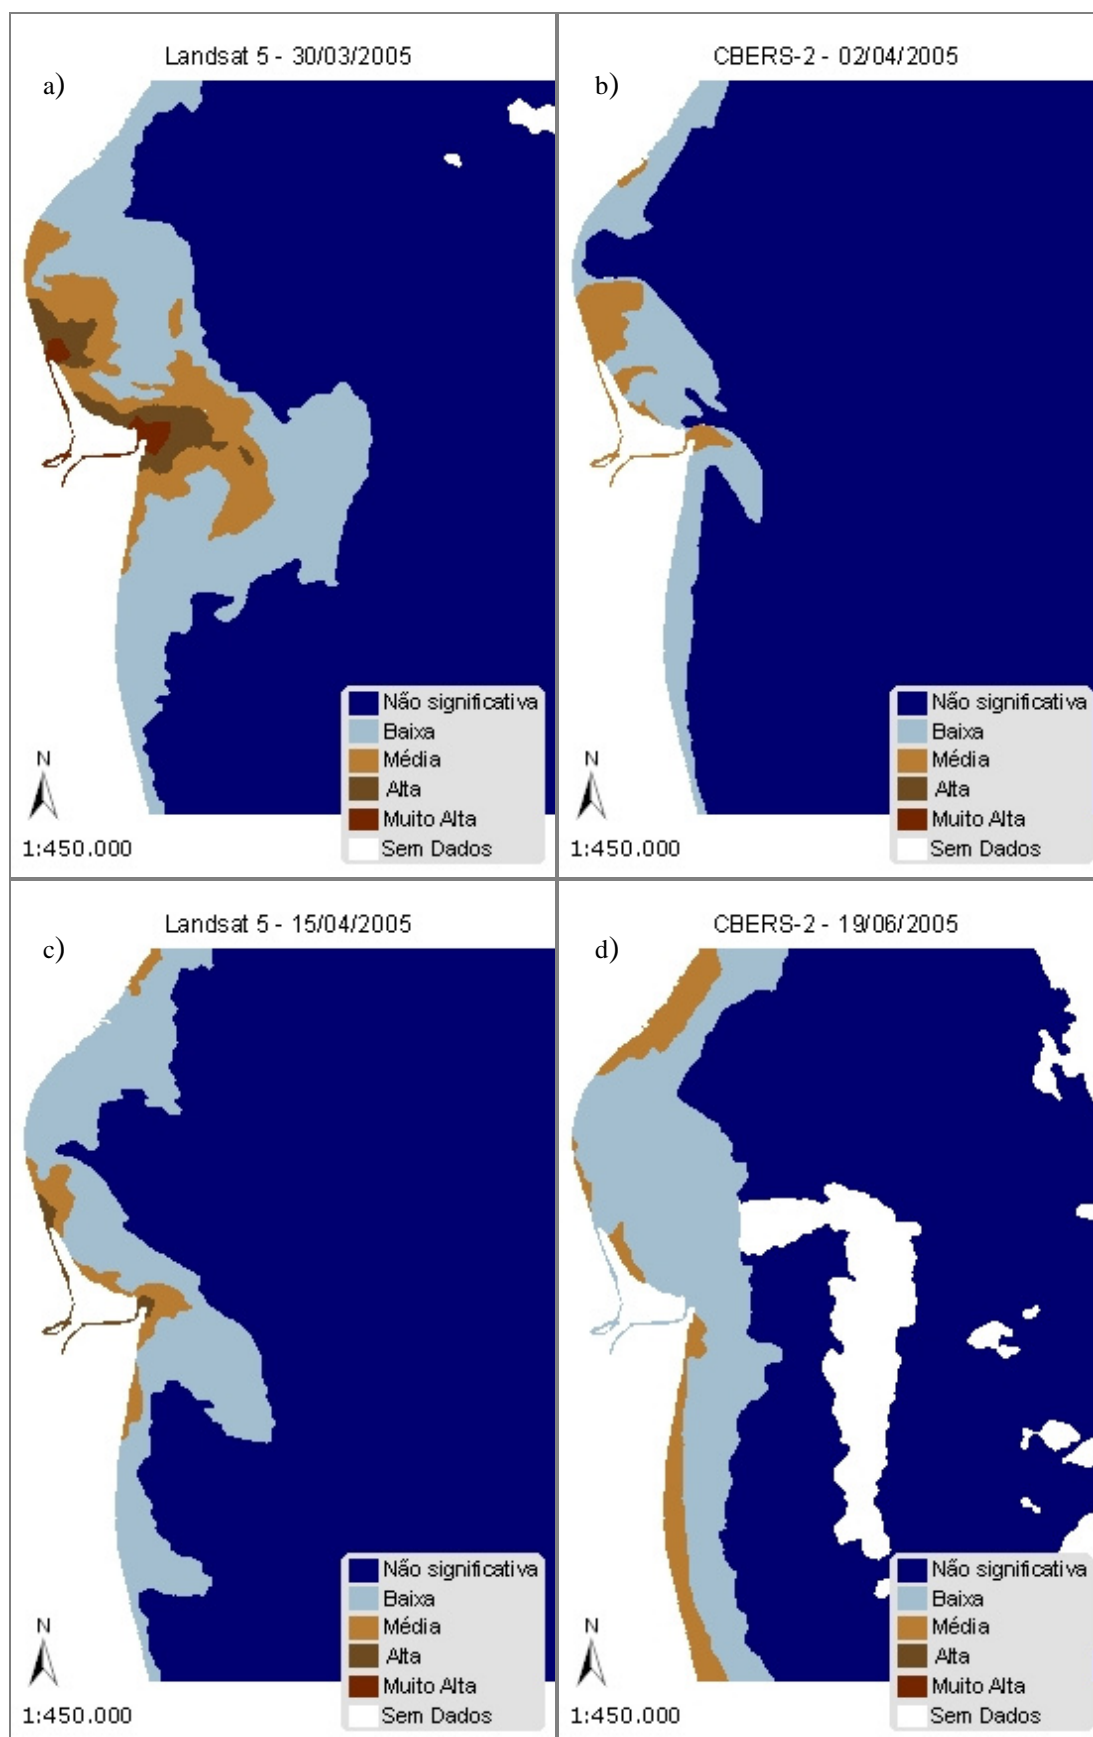 Landsat 5 - 30/03/2005
a)
Não significativa
Baixa
Média
Alta
Muito Alta
Sem Dados
N
1:450.000
CBERS-2 - 02/04/2005
b)
Não significativa
Baixa
Média
Alta
Muito Alta
Sem Dados
N
1:450.000
Landsat 5 - 15/04/2005
c)
Não significativa
Baixa
Média
Alta
Muito Alta
Sem Dados
N
1:450.000
CBERS-2 - 19/06/2005
d)
Não significativa
Baixa
Média
Alta
Muito Alta
Sem Dados
N
1:450.000